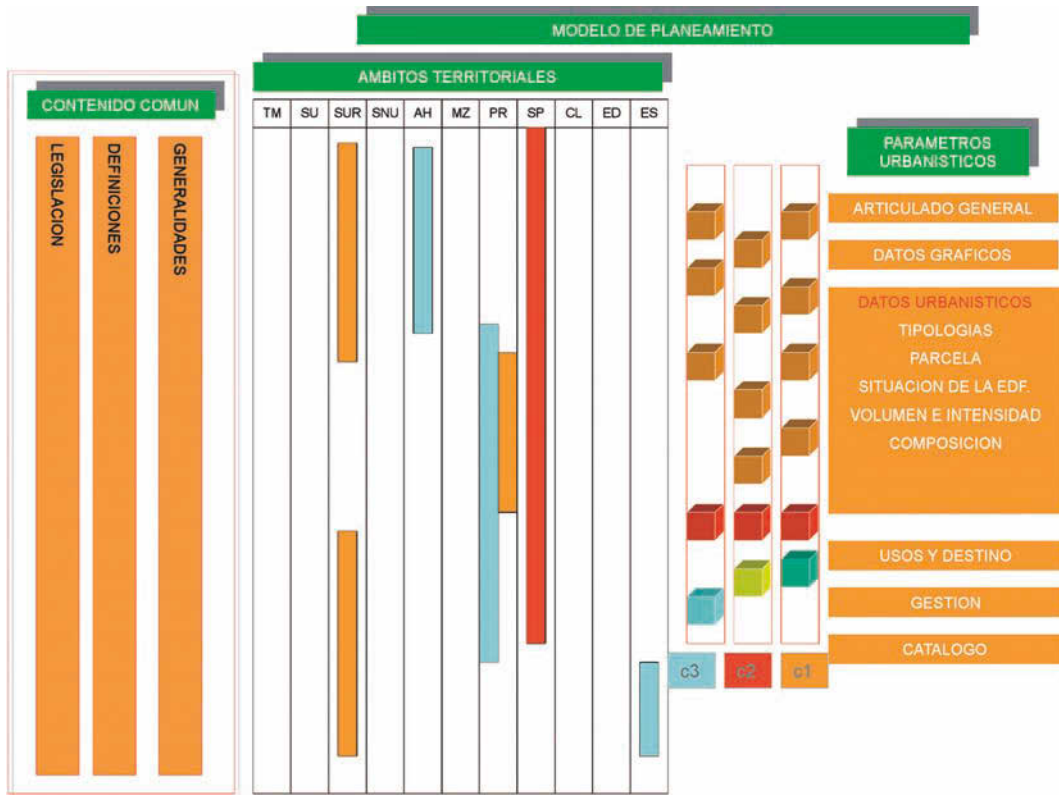 MODELO DE PLANEAMIENTO
AMBITOS TERRITORIALES
CONTENIDO COMUN
TM SU SUR SNU AH MZ PR SP CL ED ES
LEGISLACION
DEFINICIONES
GENERALIDADES
PARAMETROS
URBANISTICOS
ARTICULADO GENERAL
DATOS GRAFICOS
DATOS URBANISTICOS
TIPOLOGIAS
PARCELA
SITUACION DE LA EDF.
VOLUMEN E INTENSIDAD
COMPOSICION
USOS Y DESTINO
GESTION
CATALOGO
c3 c2 c1